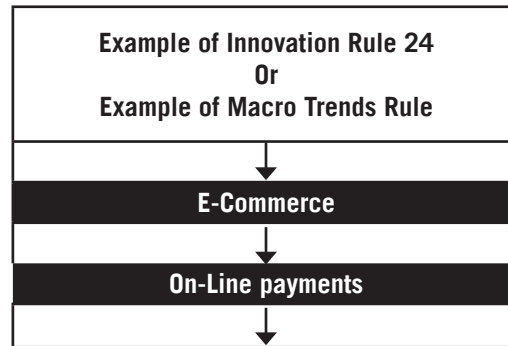 Example of Innovation Rule 24
Or
Example of Macro Trends Rule
E-Commerce
On-Line payments